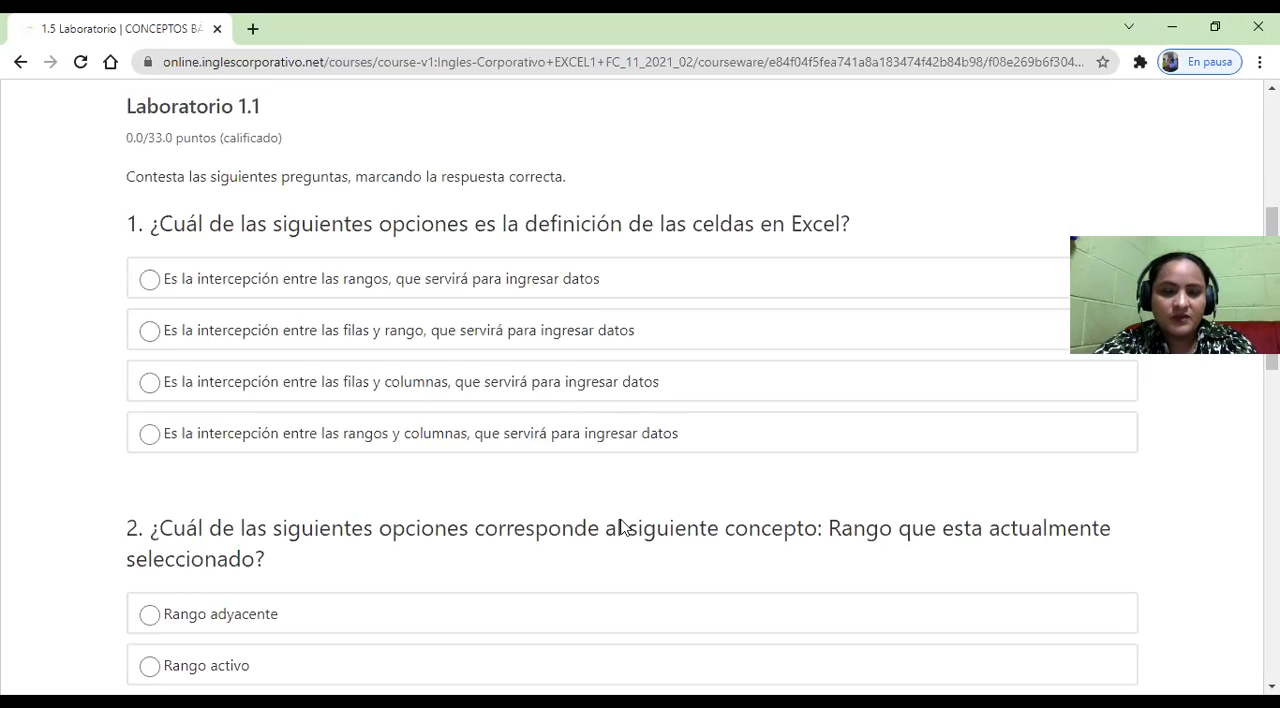 1.5 Laboratorio | CONCEPTOS BÁ
online.inglescorporativo.net/courses/course-v1:Ingles-Corporativo+EXCEL1+FC_11_2021_02/courseware/e84f04f5fea741a8a183474f42b84b98/f08e269b6f304...
En pausa
Laboratorio 1.1
0.0/33.0 puntos (calificado)
Contesta las siguientes preguntas, marcando la respuesta correcta.
1. ¿Cuál de las siguientes opciones es la definición de las celdas en Excel?
Es la intercepción entre las rangos, que servirá para ingresar datos
Es la intercepción entre las filas y rango, que servirá para ingresar datos
Es la intercepción entre las filas y columnas, que servirá para ingresar datos
Es la intercepción entre las rangos y columnas, que servirá para ingresar datos
2. ¿Cuál de las siguientes opciones corresponde al siguiente concepto: Rango que esta actualmente
seleccionado?
Rango adyacente
Rango activo